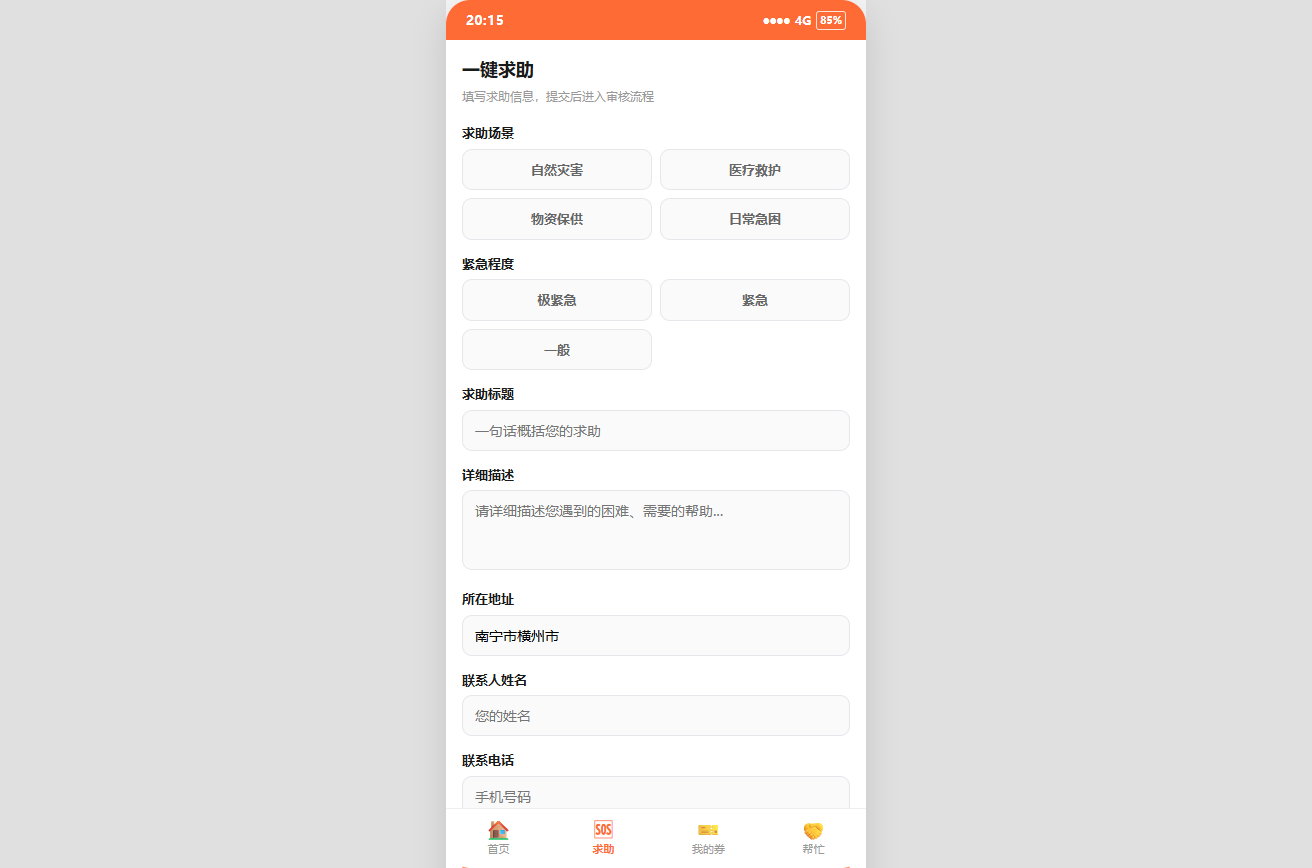 20:15 ●●●● 4G 85%
一键求助
填写求助信息，提交后进入审核流程
求助场景
自然灾害 医疗救护
物资保供 日常急困
紧急程度
极紧急 紧急
一般
求助标题
一句话概括您的求助
详细描述
请详细描述您遇到的困难、需要的帮助...
所在地址
南宁市横州市
联系人姓名
您的姓名
联系电话
手机号码
SOS
首页 求助 我的券 帮忙